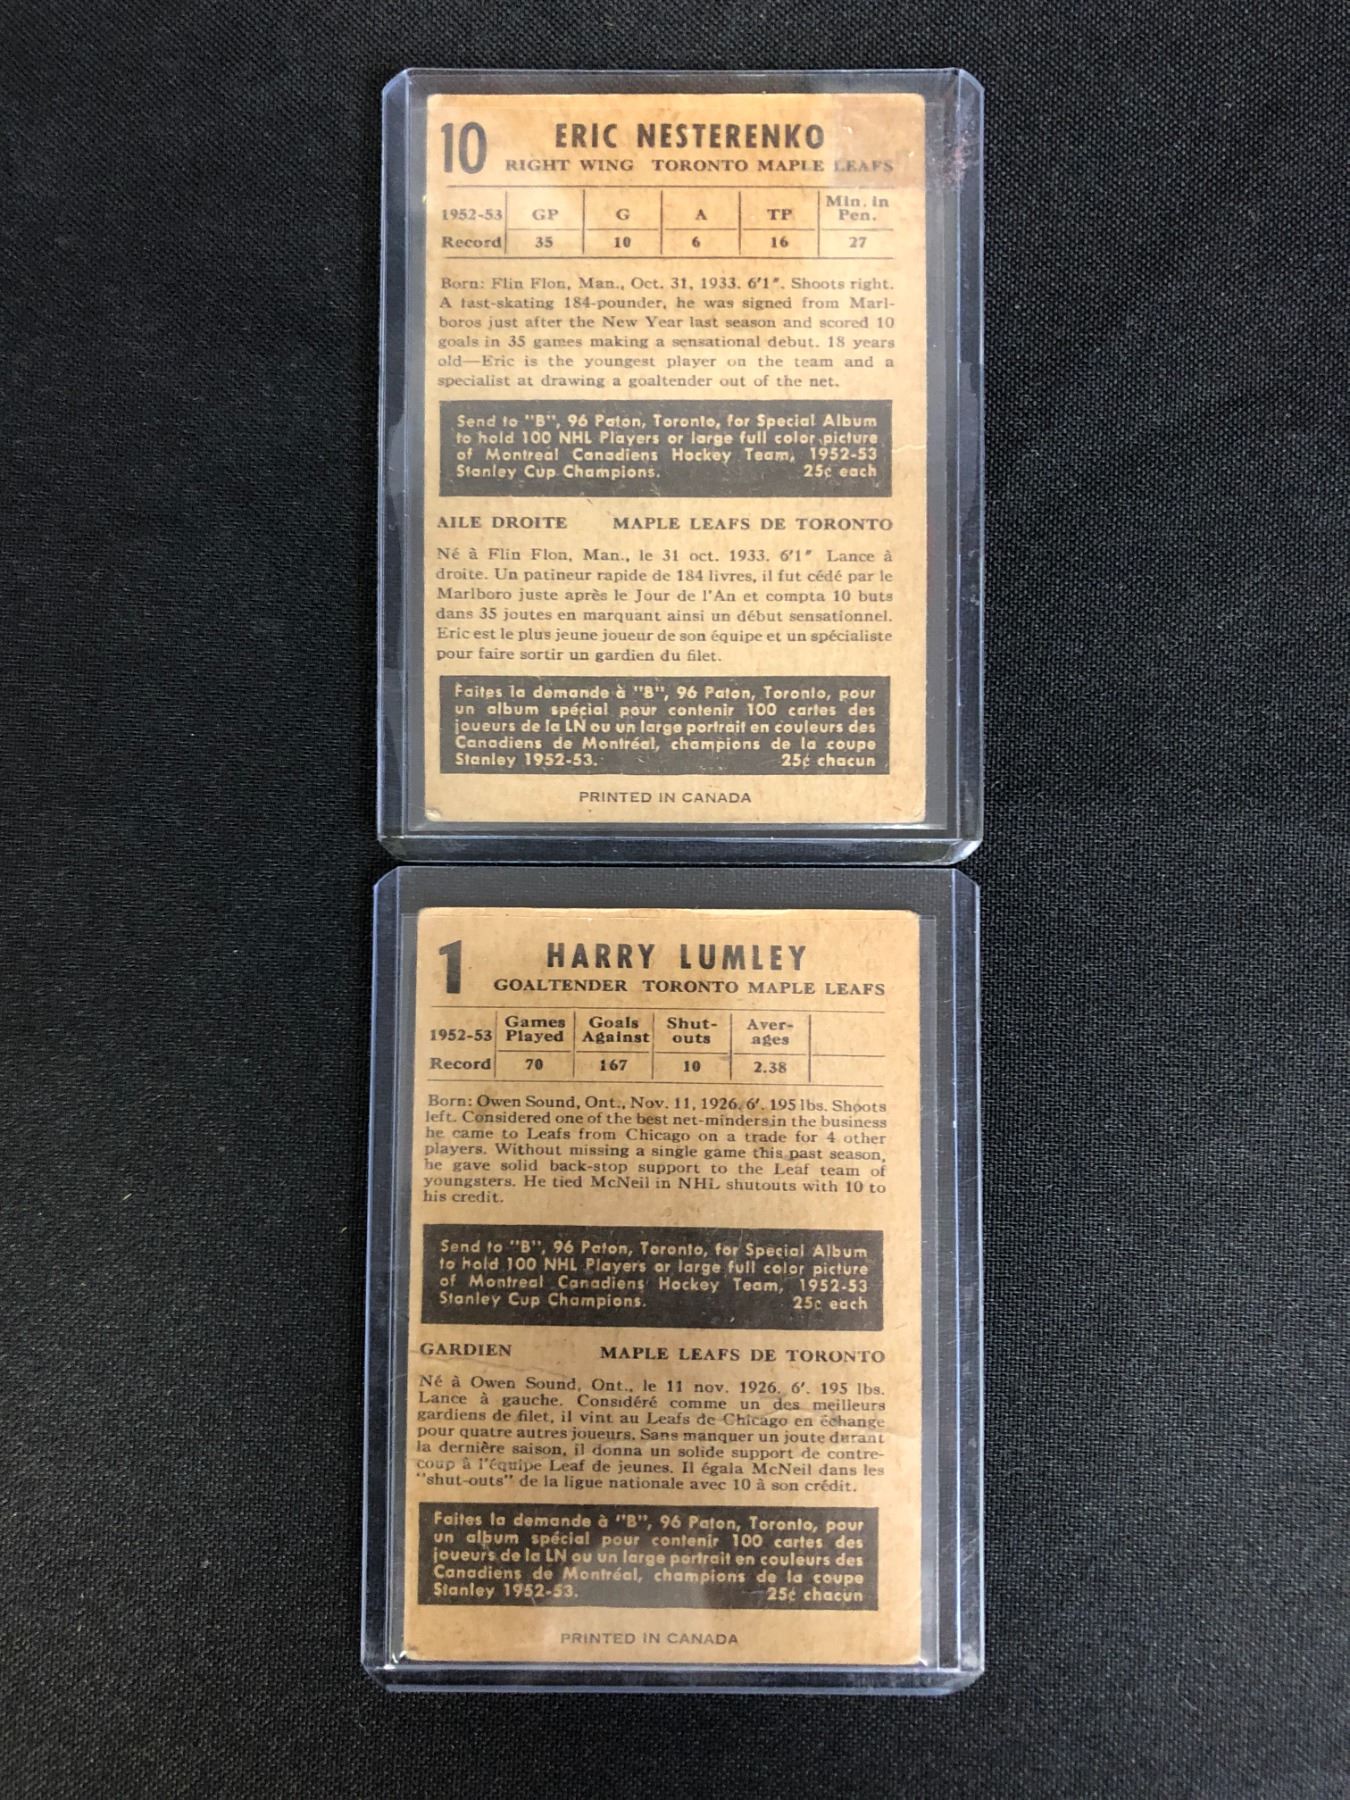 10 ERIC NESTERENKO
RIGHT WING TORONTO MAPLE LEAFS
1952-53 GP G A TP Min. in Pen.
Record 35 10 6 16 27
Born: Flin Flon, Man., Oct. 31, 1933. 6'1". Shoots right.
A fast-skating 184-pounder, he was signed from Marl-
boros just after the New Year last season and scored 10
goals in 35 games making a sensational debut. 18 years
old—Eric is the youngest player on the team and a
specialist at drawing a goaltender out of the net.
Send to "B", 96 Paton, Toronto, for Special Album
to hold 100 NHL Players or large full color picture
of Montreal Canadiens Hockey Team, 1952-53
Stanley Cup Champions. 25¢ each
AILE DROITE MAPLE LEAFS DE TORONTO
Né à Flin Flon, Man., le 31 oct. 1933. 6'1" Lance à
droite. Un patineur rapide de 184 livres, il fut cédé par le
Marlboro juste après le Jour de l'An et compta 10 buts
dans 35 joutes en marquant ainsi un début sensationnel.
Eric est le plus jeune joueur de son équipe et un spécialiste
pour faire sortir un gardien du filet.
Faites la demande à "B", 96 Paton, Toronto, pour
un album spécial pour contenir 100 cartes des
joueurs de la LN ou un large portrait en couleurs des
Canadiens de Montréal, champions de la coupe
Stanley 1952-53. 25¢ chacun
PRINTED IN CANADA
1 HARRY LUMLEY
GOALTENDER TORONTO MAPLE LEAFS
1952-53 Games Played Goals Against Shut-outs Aver-ages
Record 70 167 10 2.38
Born: Owen Sound, Ont., Nov. 11, 1926. 6'. 195 lbs. Shoots
left. Considered one of the best net-minders in the business
he came to Leafs from Chicago on a trade for 4 other
players. Without missing a single game this past season,
he gave solid back-stop support to the Leaf team of
youngsters. He tied McNeil in NHL shutouts with 10 to
his credit.
Send to "B", 96 Paton, Toronto, for Special Album
to hold 100 NHL Players or large full color picture
of Montreal Canadiens Hockey Team, 1952-53
Stanley Cup Champions. 25¢ each
GARDIEN MAPLE LEAFS DE TORONTO
Né à Owen Sound, Ont., le 11 nov. 1926. 6'. 195 lbs.
Lance à gauche. Considéré comme un des meilleurs
gardiens de filet, il vint au Leafs de Chicago en échange
pour quatre autres joueurs. Sans manquer un joute durant
la dernière saison, il donna un solide support de contre-
coup à l'équipe Leaf de jeunes. Il égala McNeil dans les
"shut-outs" de la ligue nationale avec 10 à son crédit.
Faites la demande à "B", 96 Paton, Toronto, pour
un album spécial pour contenir 100 cartes des
joueurs de la LN ou un large portrait en couleurs des
Canadiens de Montréal, champions de la coupe
Stanley 1952-53. 25¢ chacun
PRINTED IN CANADA